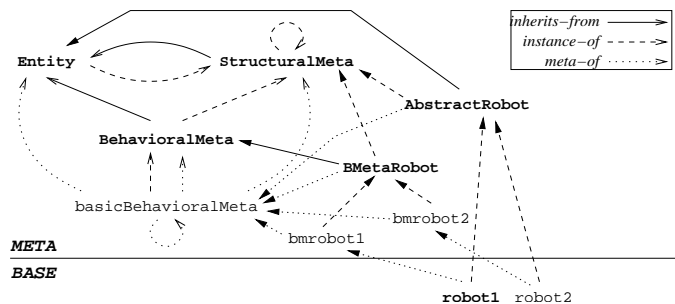 inherits-from
instance-of
meta-of
Entity
StructuralMeta
AbstractRobot
BehavioralMeta
BMetaRobot
basicBehavioralMeta
bmrobot2
bmrobot1
META
BASE
robot1 robot2